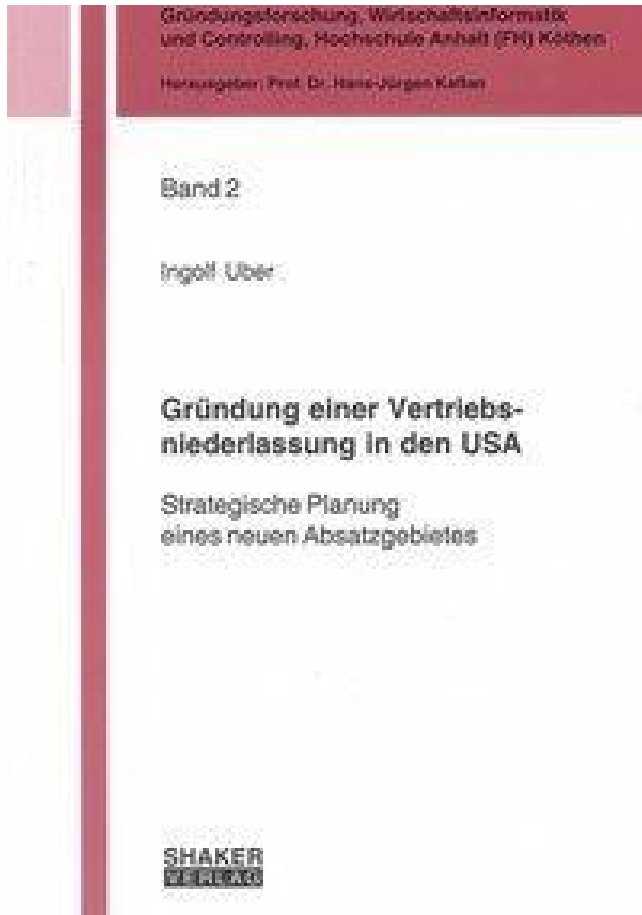 Gründungsforschung, Wirtschaftsinformatik
und Controlling, Hochschule Anhalt (FH) Köthen
Herausgeber: Prof. Dr. Hans-Jürgen Kaftan
Band 2
Ingolf Uber
Gründung einer Vertriebs-
niederlassung in den USA
Strategische Planung
eines neuen Absatzgebietes
SHAKER
VERLAG